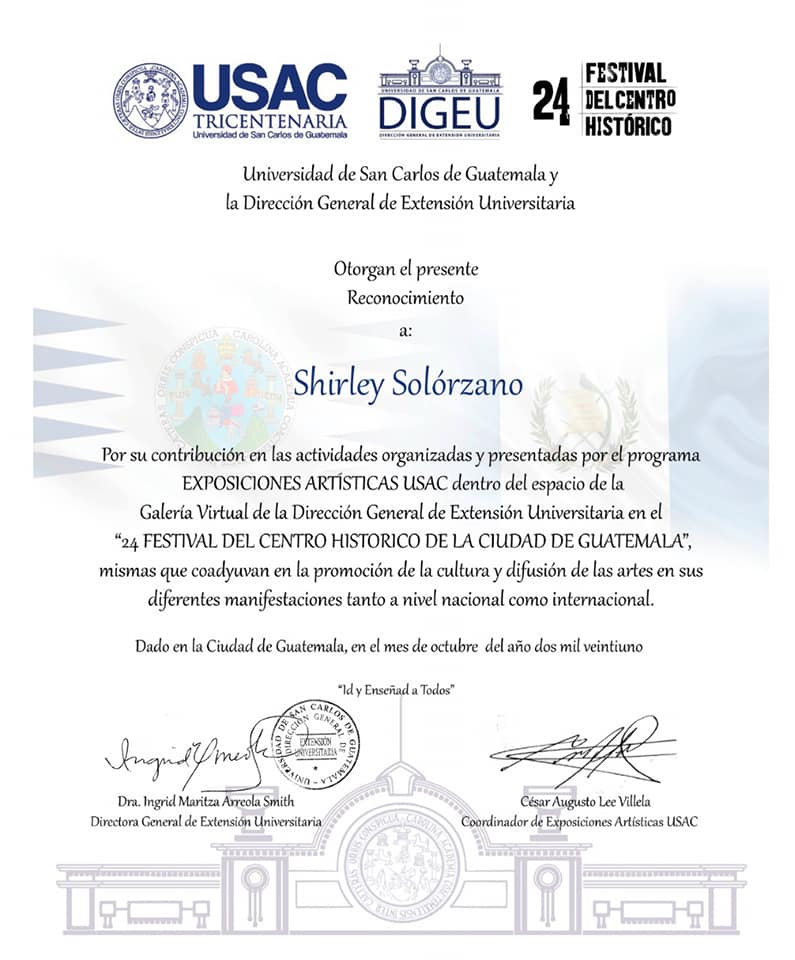 USAC
TRICENTENARIA
Universidad de San Carlos de Guatemala
UNIVERSIDAD DE SAN CARLOS DE GUATEMALA
DIGEU
DIRECCIÓN GENERAL DE EXTENSIÓN UNIVERSITARIA
24 FESTIVAL
DEL CENTRO
HISTÓRICO
Universidad de San Carlos de Guatemala y
la Dirección General de Extensión Universitaria
Otorgan el presente
Reconocimiento
a:
Shirley Solórzano
Por su contribución en las actividades organizadas y presentadas por el programa
EXPOSICIONES ARTÍSTICAS USAC dentro del espacio de la
Galería Virtual de la Dirección General de Extensión Universitaria en el
“24 FESTIVAL DEL CENTRO HISTORICO DE LA CIUDAD DE GUATEMALA”,
mismas que coadyuvan en la promoción de la cultura y difusión de las artes en sus
diferentes manifestaciones tanto a nivel nacional como internacional.
Dado en la Ciudad de Guatemala, en el mes de octubre del año dos mil veintiuno
“Id y Enseñad a Todos”
UNIVERSIDAD DE SAN CARLOS DE GUATEMALA
DIRECCIÓN GENERAL DE
EXTENSIÓN
UNIVERSITARIA
Dra. Ingrid Maritza Arreola Smith
Directora General de Extensión Universitaria
César Augusto Lee Villela
Coordinador de Exposiciones Artísticas USAC